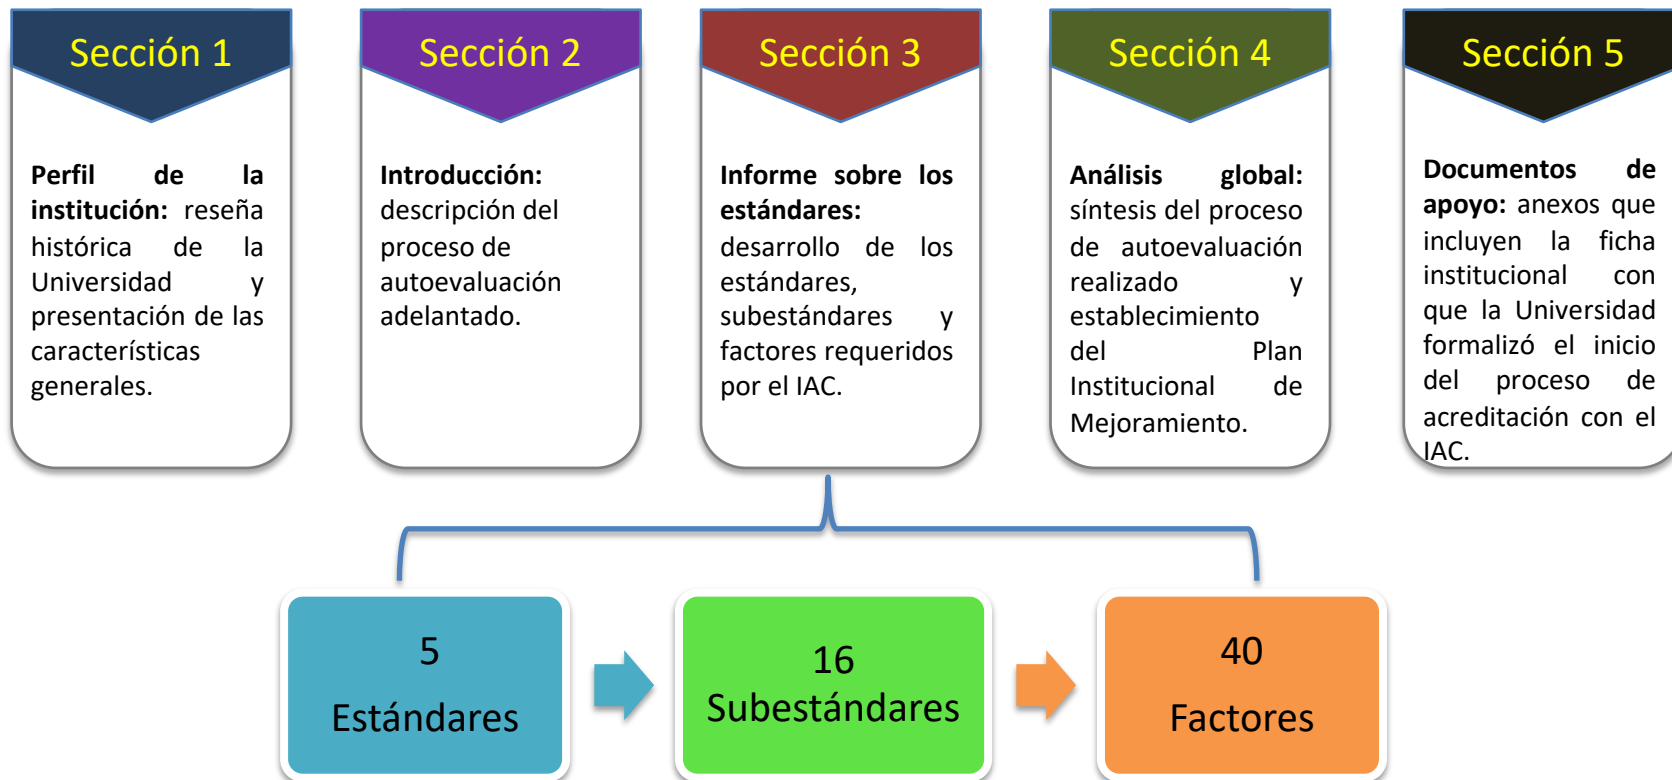 Sección 1
Perfil de la
institución: reseña
histórica de la
Universidad y
presentación de las
características
generales.
Sección 2
Introducción:
descripción del
proceso de
autoevaluación
adelantado.
Sección 3
Informe sobre los
estándares:
desarrollo de los
estándares,
subestándares y
factores requeridos
por el IAC.
Sección 4
Análisis global:
síntesis del proceso
de autoevaluación
realizado y
establecimiento
del Plan
Institucional de
Mejoramiento.
Sección 5
Documentos de
apoyo: anexos que
incluyen la ficha
institucional con
que la Universidad
formalizó el inicio
del proceso de
acreditación con el
IAC.
5
Estándares
16
Subestándares
40
Factores